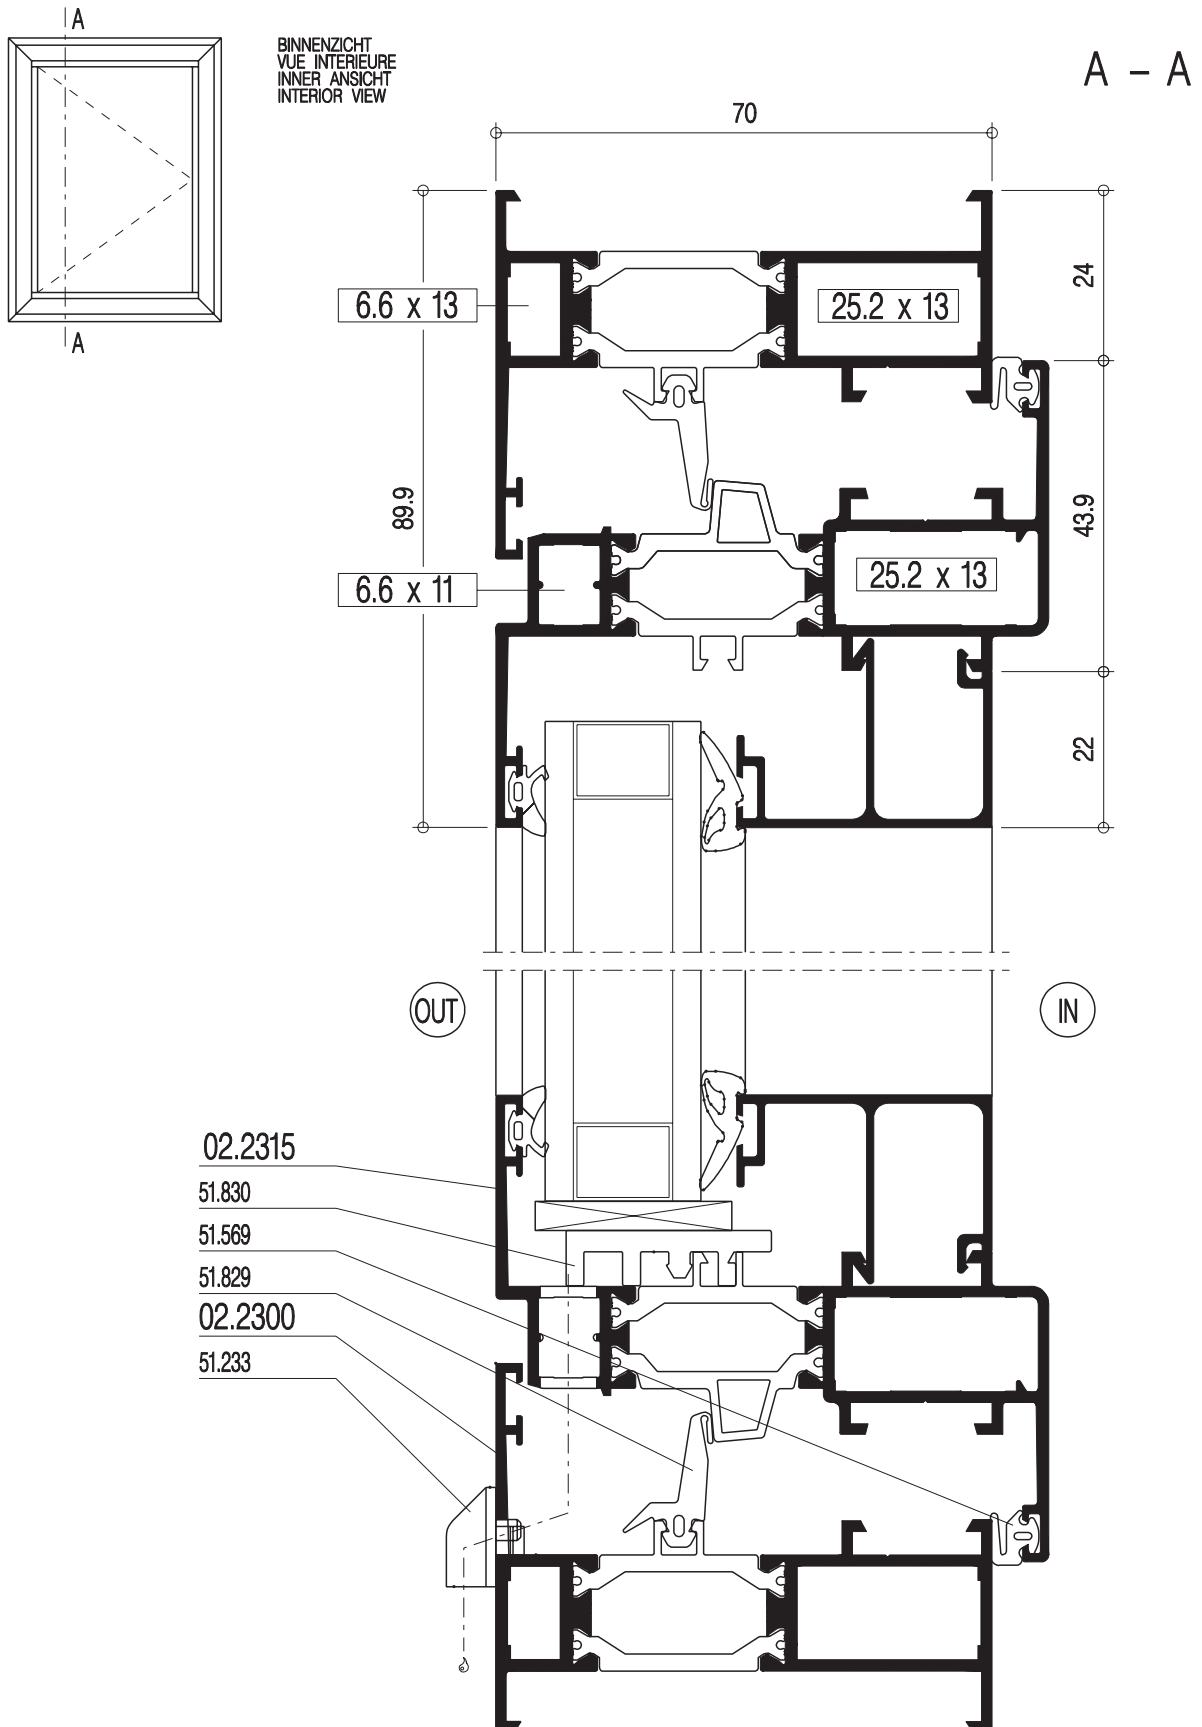 A
BINNENZICHT
VUE INTERIEURE
INNER ANSICHT
INTERIOR VIEW
A - A
70
24
6.6 x 13
25.2 x 13
A
89.9
43.9
6.6 x 11
25.2 x 13
22
OUT
IN
02.2315
51.830
51.569
51.829
02.2300
51.233